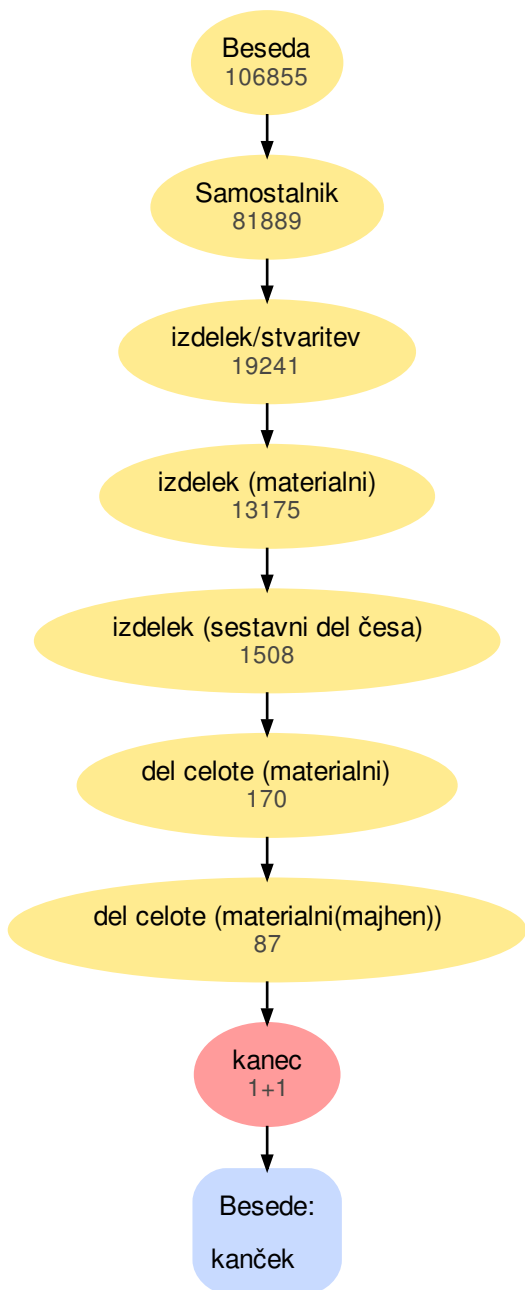 Beseda
106855
Samostalnik
81889
izdelek/stvaritev
19241
izdelek (materialni)
13175
izdelek (sestavni del česa)
1508
del celote (materialni)
170
del celote (materialni(majhen))
87
kanec
1+1
Besede:
kanček